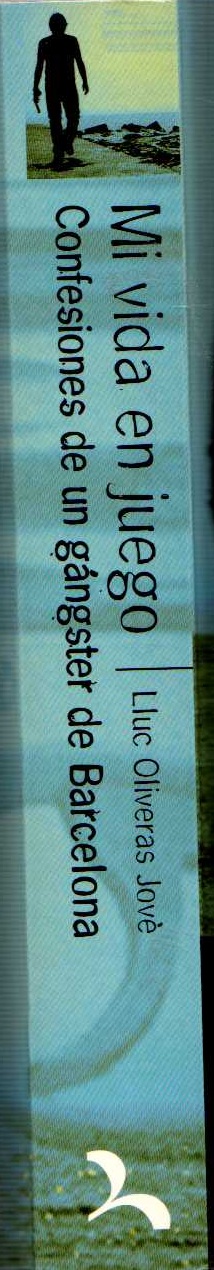 Mi vida en juego | Lluc Oliveras Jovè
Confesiones de un gángster de Barcelona